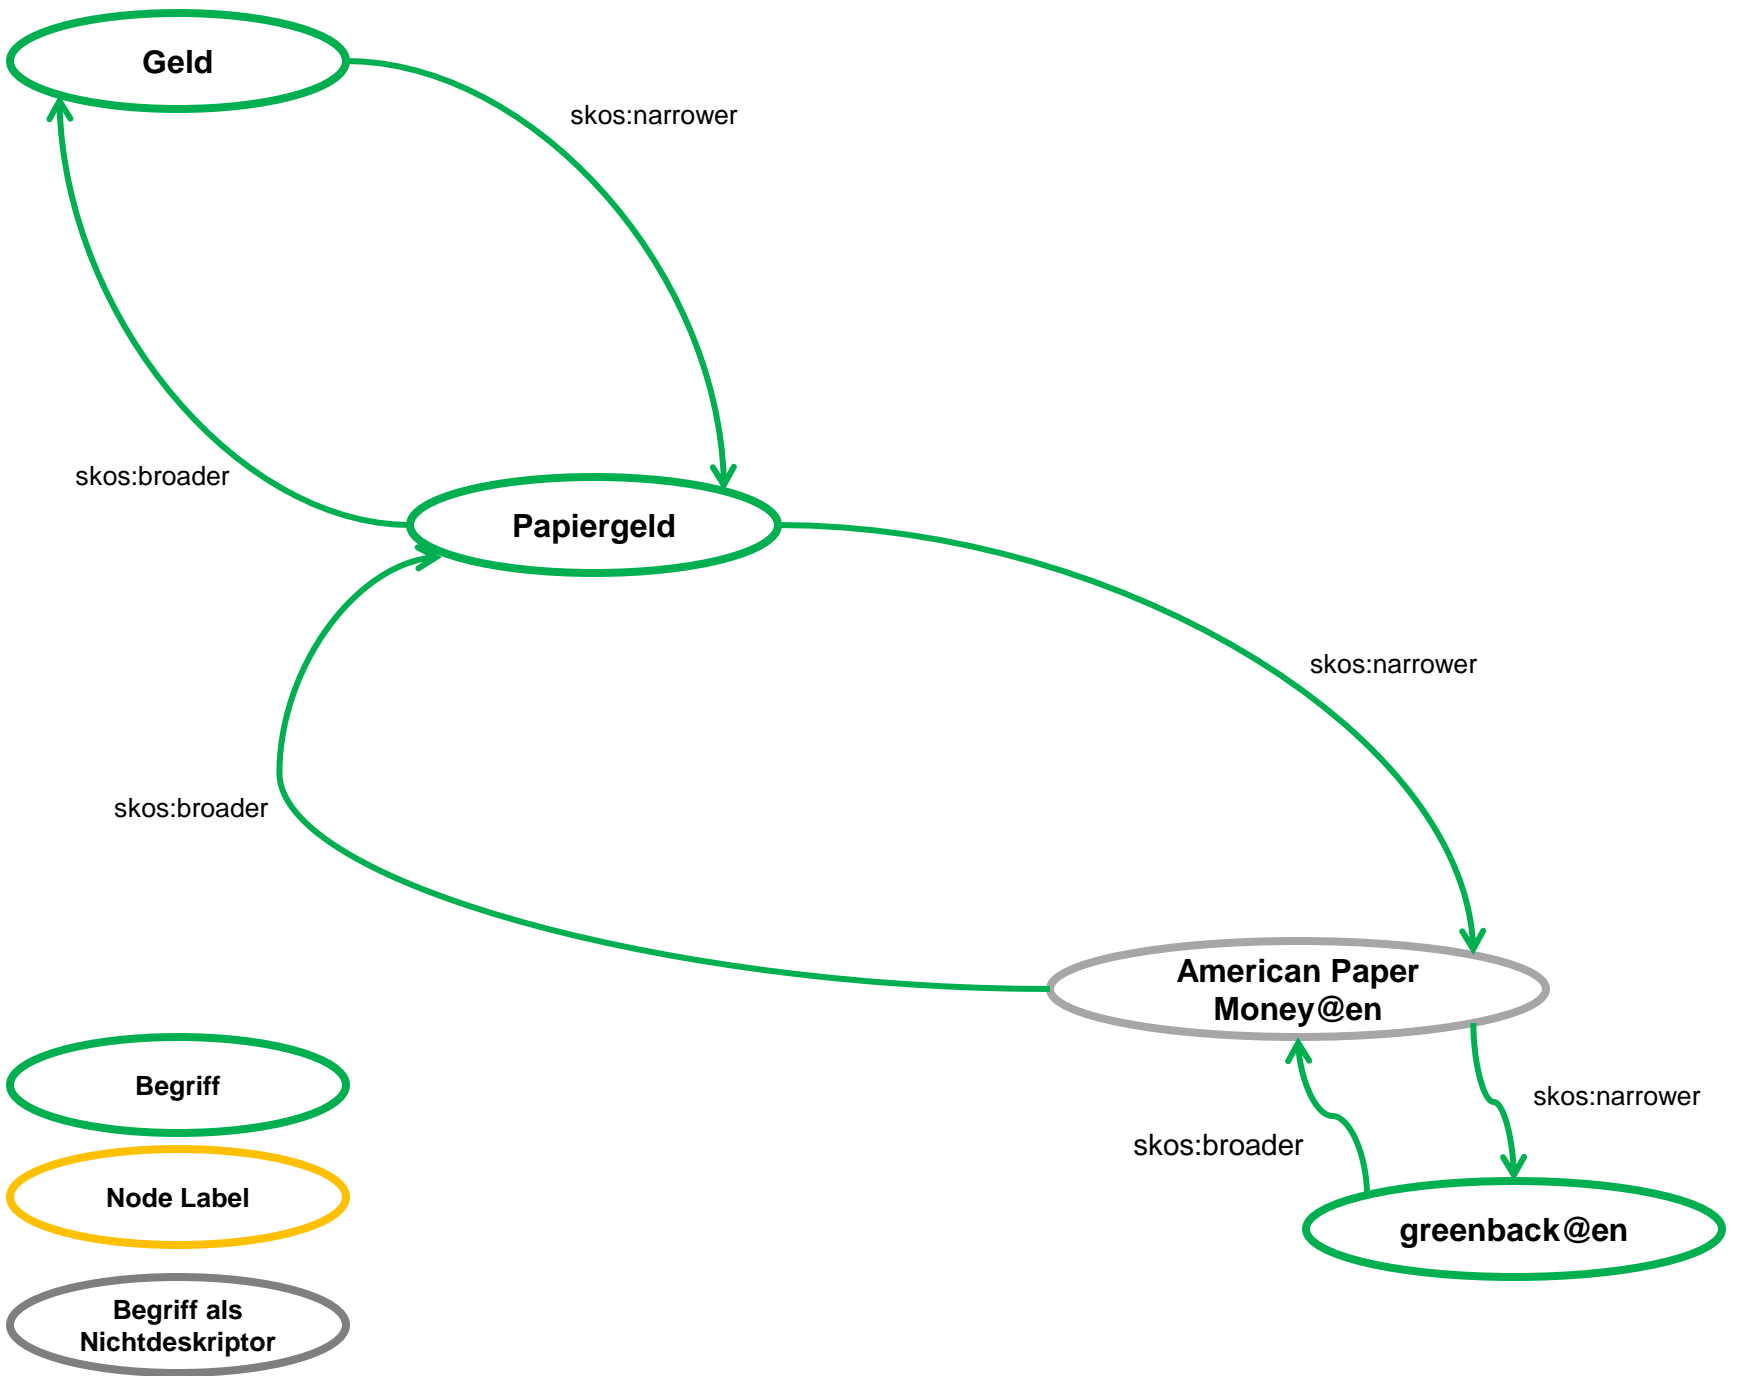 Geld
skos:narrower
skos:broader
Papiergeld
skos:narrower
skos:broader
American Paper
Money@en
skos:narrower
skos:broader
greenback@en
Begriff
Node Label
Begriff als
Nichtdeskriptor